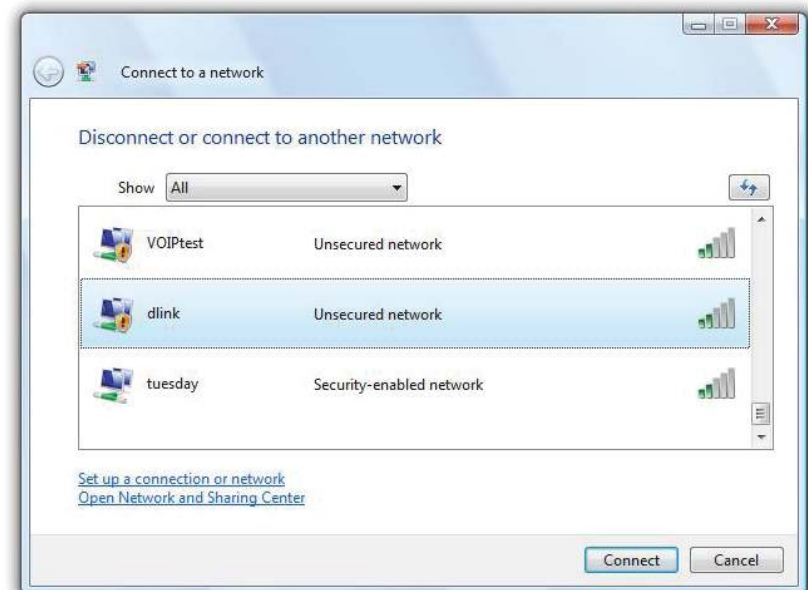 Connect to a network
Disconnect or connect to another network
Show All
VOIPtest Unsecured network
dlink Unsecured network
tuesday Security-enabled network
Set up a connection or network
Open Network and Sharing Center
Connect Cancel